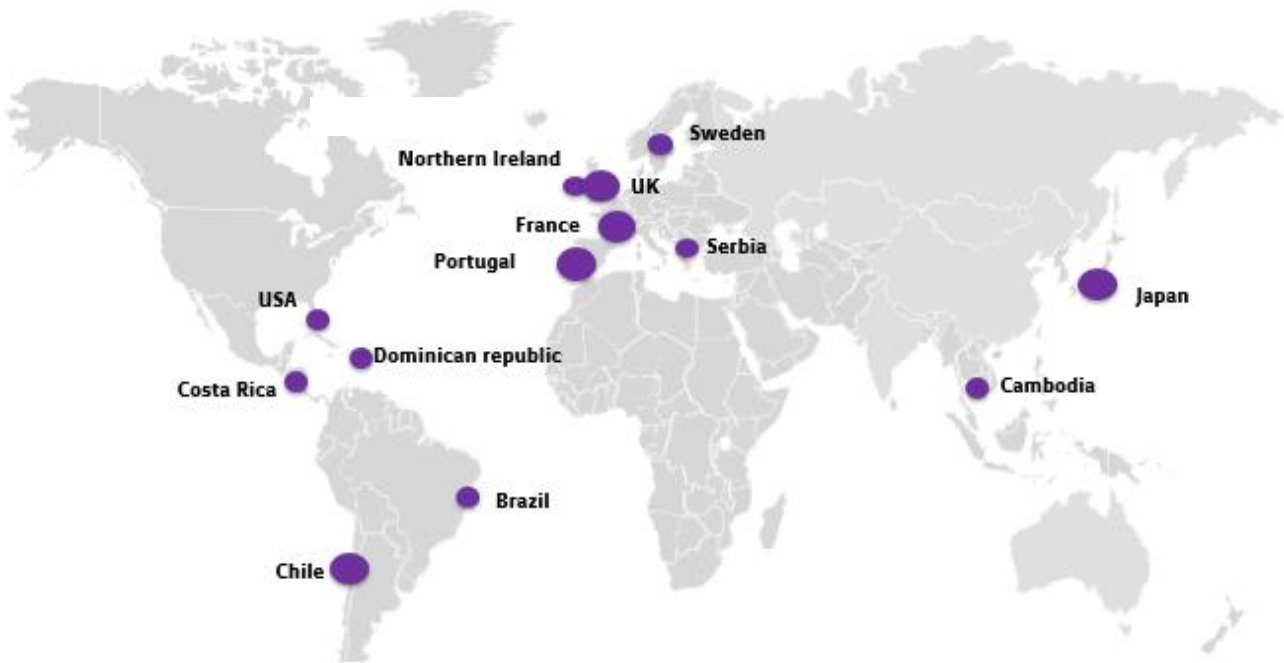 Sweden
Northern Ireland
UK
France
Serbia
Portugal
Japan
USA
Dominican republic
Costa Rica
Cambodia
Brazil
Chile